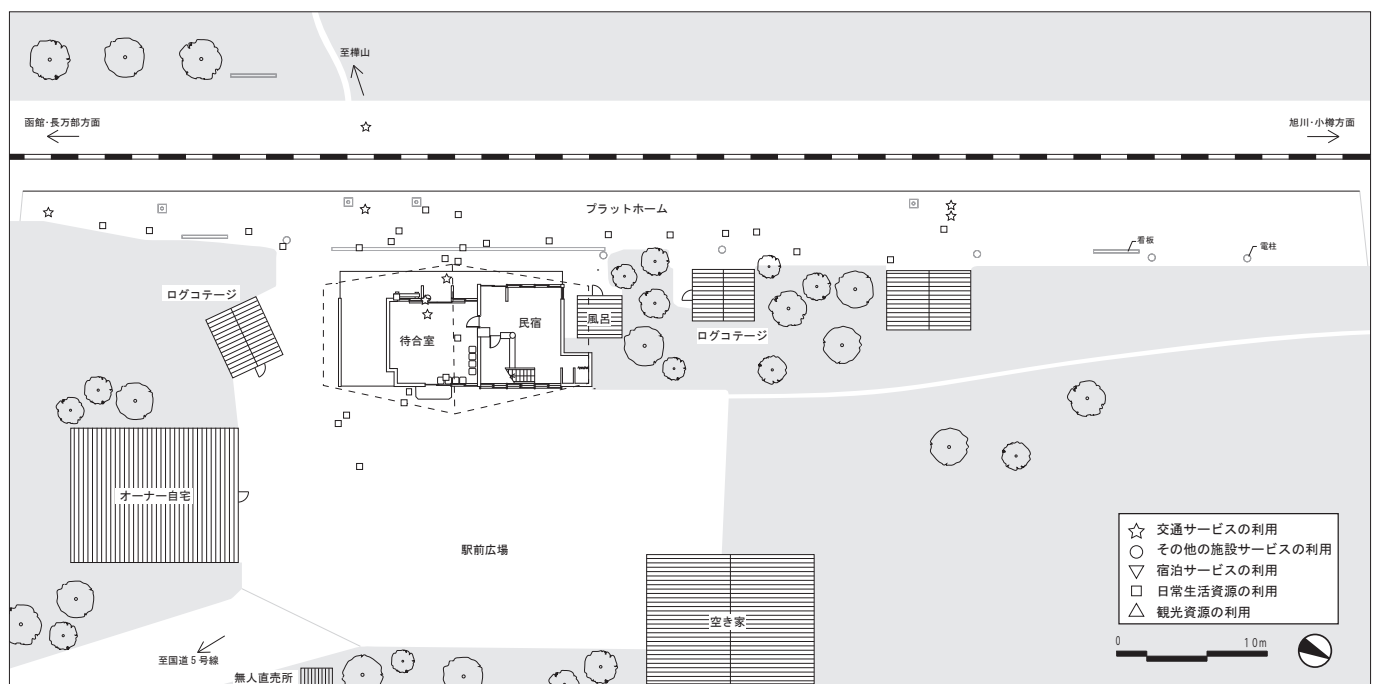 至樺山
函館・長万部方面
旭川・小樽方面
プラットホーム
看板
電柱
ログコテージ
民宿
風呂
待合室
ログコテージ
オーナー自宅
駅前広場
空き家
至国道5号線
無人直売所
交通サービスの利用
その他の施設サービスの利用
宿泊サービスの利用
日常生活資源の利用
観光資源の利用
0 10m